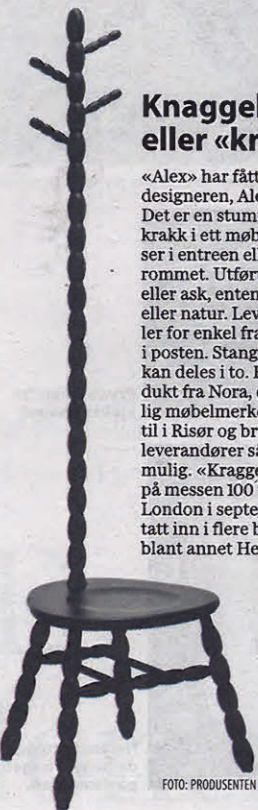 Knaggel
eller «kr
«Alex» har fått
designeren, Ale
Det er en stum
krakk i ett møb
ser i entreen el
rommet. Utfør
eller ask, enten
eller natur. Lev
ler for enkel fra
i posten. Stang
kan deles i to.
dukt fra Nora, e
lig møbelmerke
til i Risør og br
leverandører så
mulig. «Kragge
på messen 100
London i septe
tatt inn i flere b
blant annet He
FOTO: PRODUSENTEN